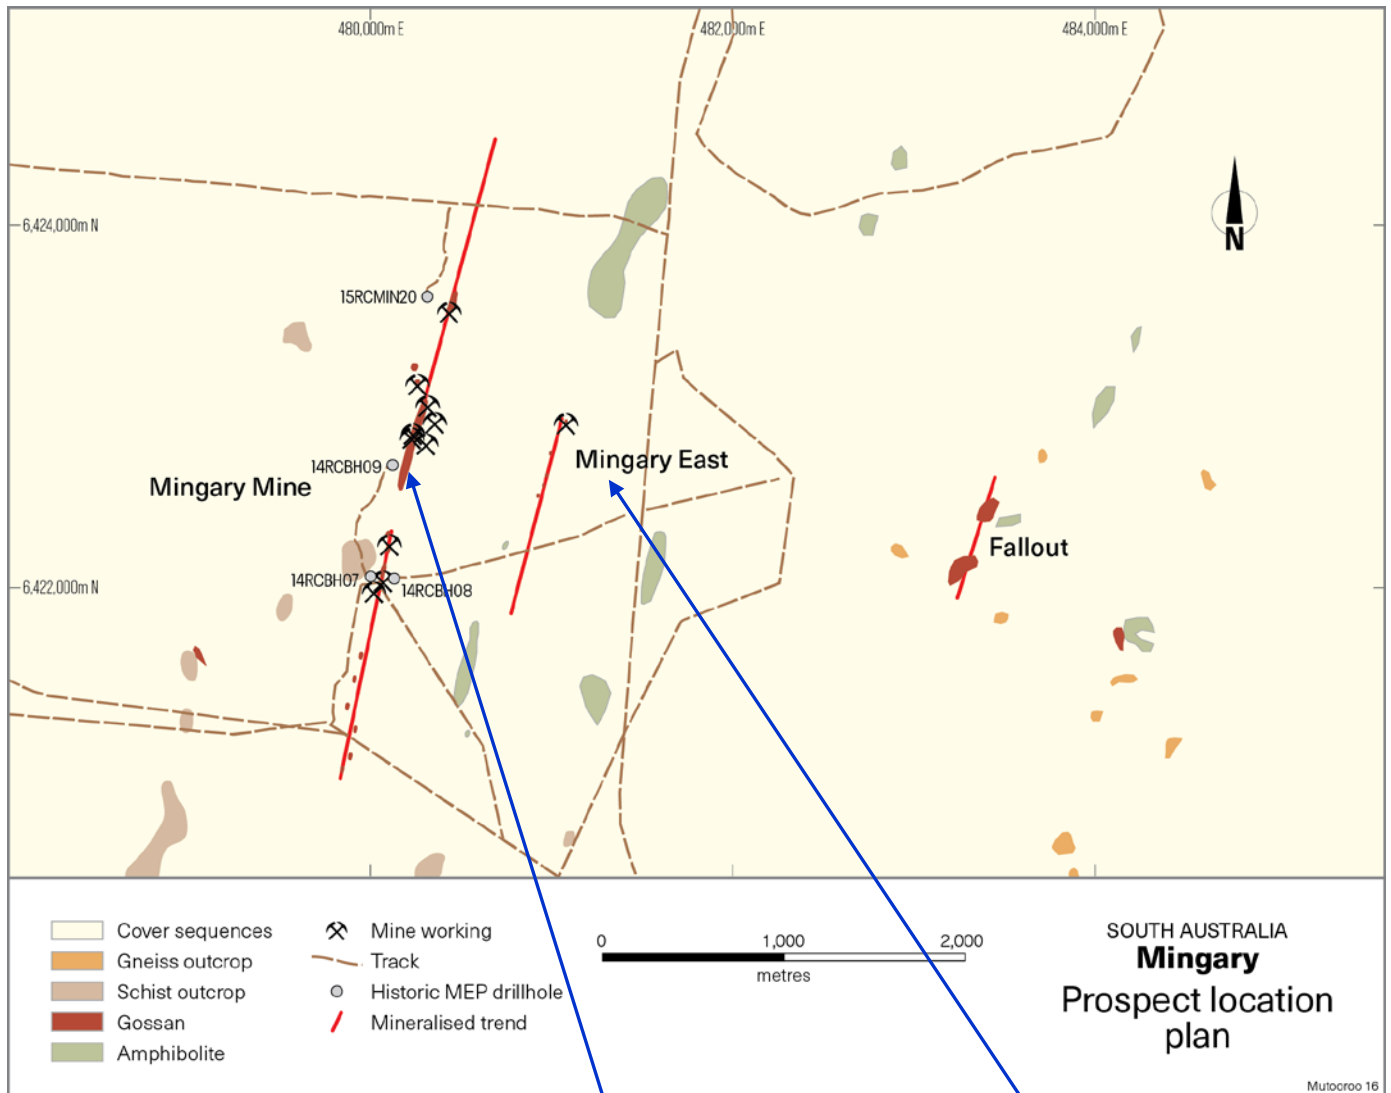 480,000m E
482,000m E
484,000m E
6,424,000m N
N
15RCMIN20
14RCBH09
Mingary Mine
Mingary East
Fallout
14RCBH07
14RCBH08
6,422,000m N
Cover sequences
Gneiss outcrop
Schist outcrop
Gossan
Amphibolite
Mine working
Track
Historic MEP drillhole
Mineralised trend
0 1,000 2,000
metres
SOUTH AUSTRALIA
Mingary
Prospect location
plan
Mutooroo 16